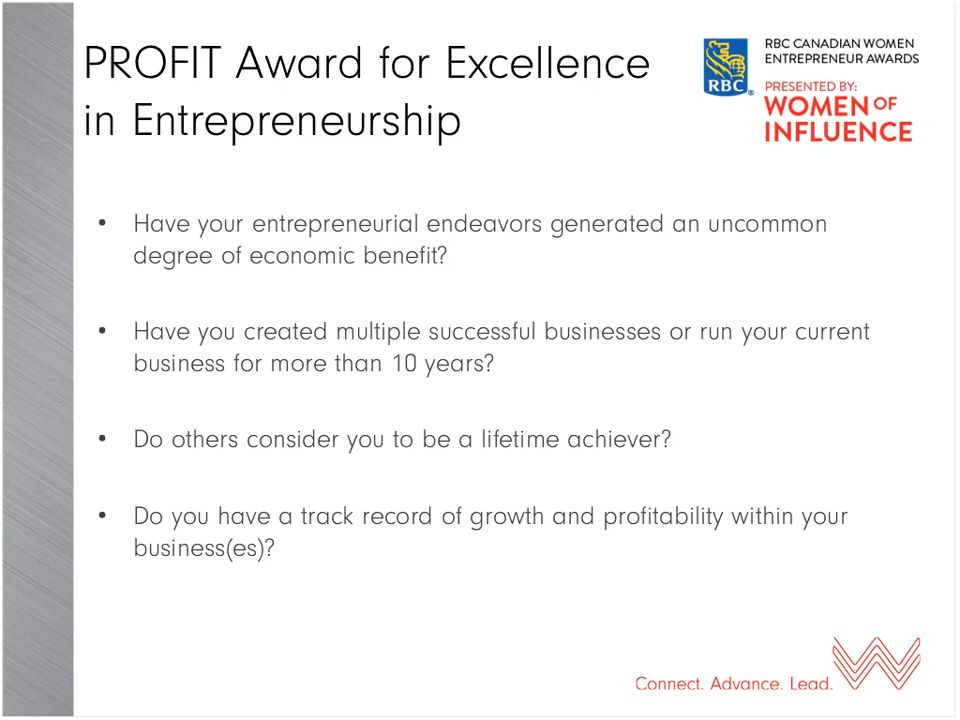 PROFIT Award for Excellence
in Entrepreneurship
RBC
RBC CANADIAN WOMEN
ENTREPRENEUR AWARDS
PRESENTED BY:
WOMEN OF
INFLUENCE
• Have your entrepreneurial endeavors generated an uncommon
degree of economic benefit?
• Have you created multiple successful businesses or run your current
business for more than 10 years?
• Do others consider you to be a lifetime achiever?
• Do you have a track record of growth and profitability within your
business(es)?
Connect. Advance. Lead.